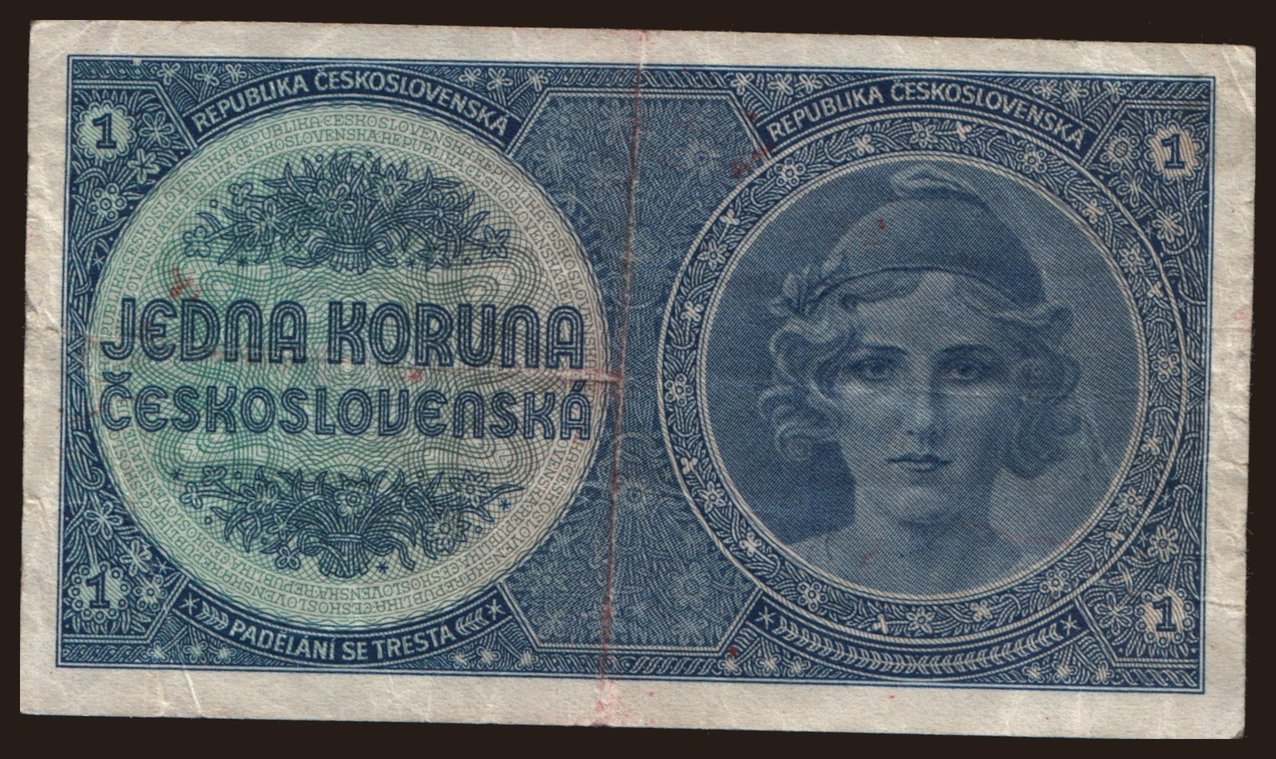 REPUBLIKA ČESKOSLOVENSKÁ
REPUBLIKA ČESKOSLOVENSKÁ
1
1
JEDNA KORUNA
ČESKOSLOVENSKÁ
1
1
PADĚLÁNÍ SE TRESTÁ